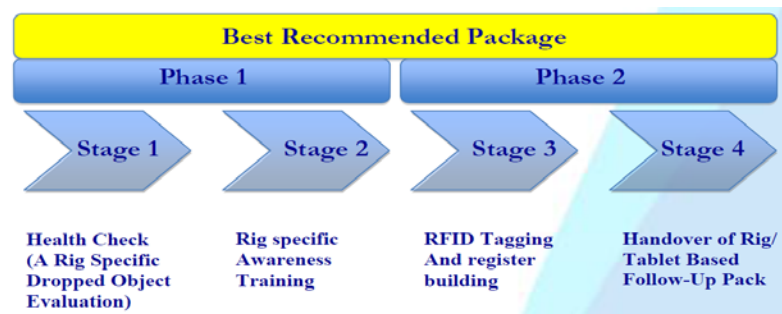 Best Recommended Package
Phase 1
Phase 2
Stage 1
Stage 2
Stage 3
Stage 4
Health Check
(A Rig Specific
Dropped Object
Evaluation)
Rig specific
Awareness
Training
RFID Tagging
And register
building
Handover of Rig/
Tablet Based
Follow-Up Pack